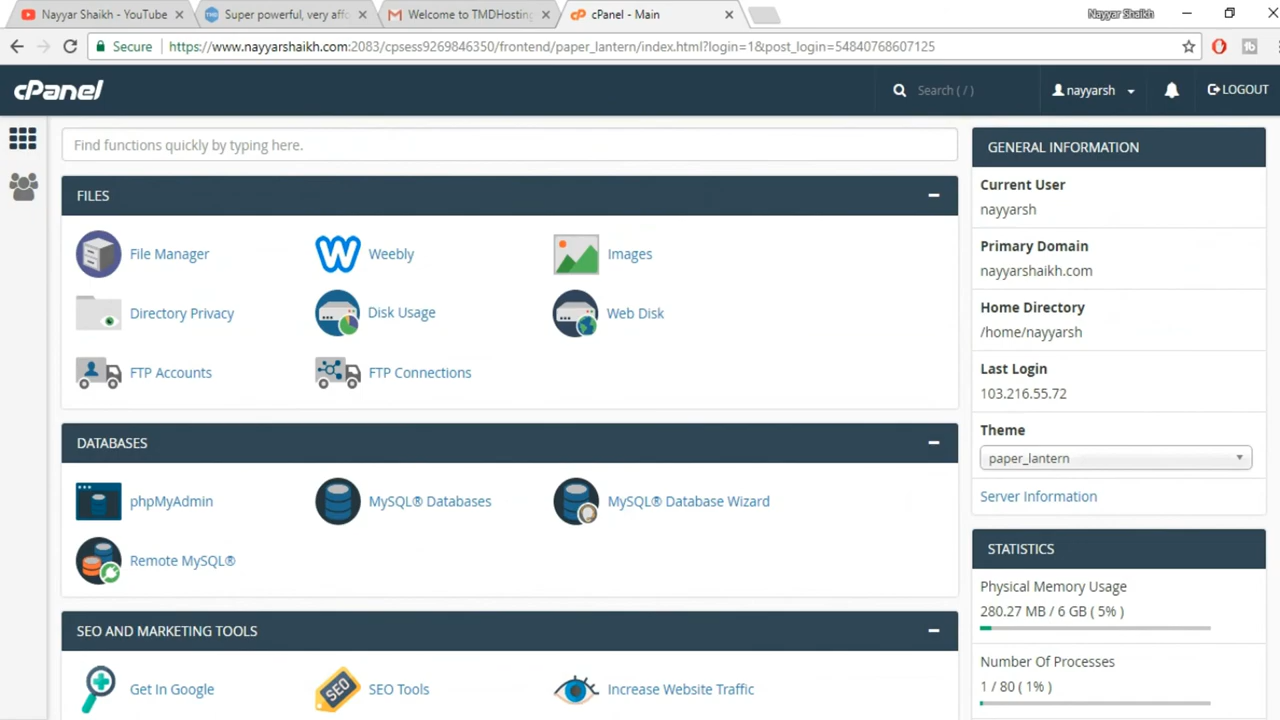 Nayyar Shaikh - YouTube
Super powerful, very affo
Welcome to TMDHosting
cPanel - Main
Nayyar Shaikh
Secure
https://www.nayyarshaikh.com:2083/cpsess9269846350/frontend/paper_lantern/index.html?login=1&post_login=54840768607125
cPanel
Search ( / )
nayyarsh
LOGOUT
Find functions quickly by typing here.
FILES
File Manager
Weebly
Images
Directory Privacy
Disk Usage
Web Disk
FTP Accounts
FTP Connections
DATABASES
phpMyAdmin
MySQL® Databases
MySQL® Database Wizard
Remote MySQL®
SEO AND MARKETING TOOLS
Get In Google
SEO
SEO Tools
Increase Website Traffic
GENERAL INFORMATION
Current User
nayyarsh
Primary Domain
nayyarshaikh.com
Home Directory
/home/nayyarsh
Last Login
103.216.55.72
Theme
paper_lantern
Server Information
STATISTICS
Physical Memory Usage
280.27 MB / 6 GB ( 5% )
Number Of Processes
1 / 80 ( 1% )